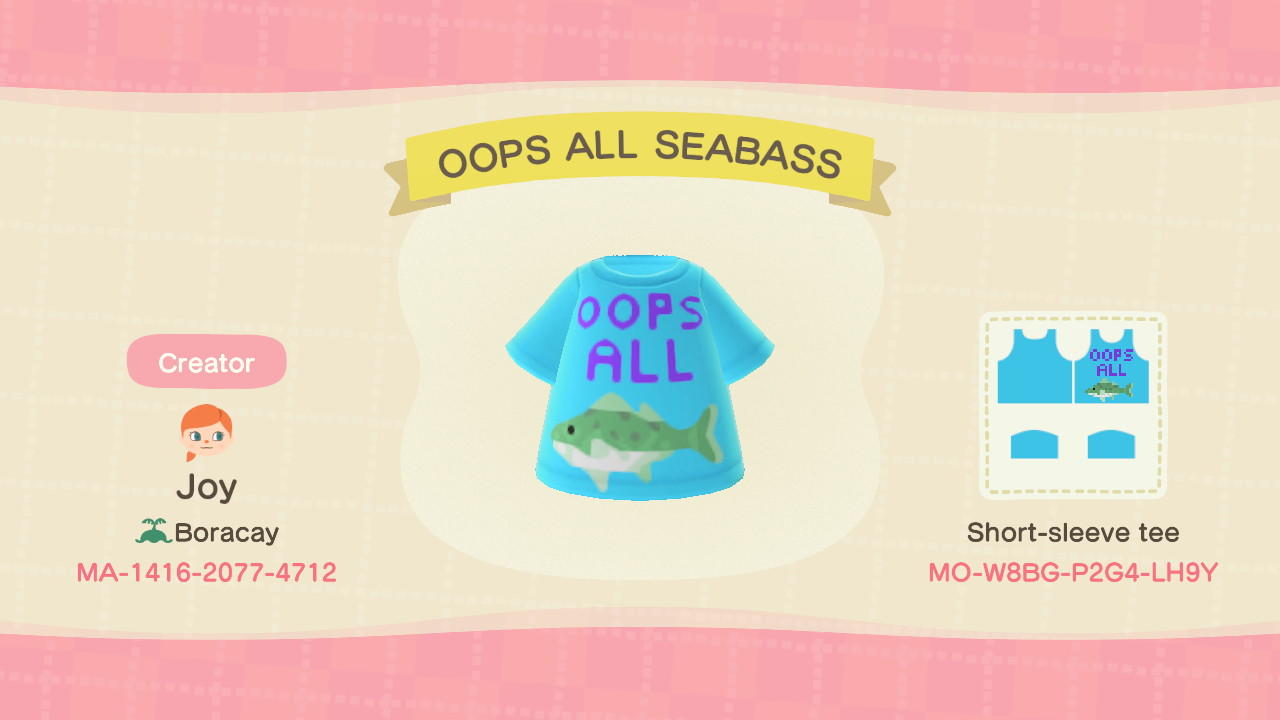 OOPS ALL SEABASS
OOPS
ALL
Creator
Joy
Boracay
MA-1416-2077-4712
OOPS
ALL
Short-sleeve tee
MO-W8BG-P2G4-LH9Y